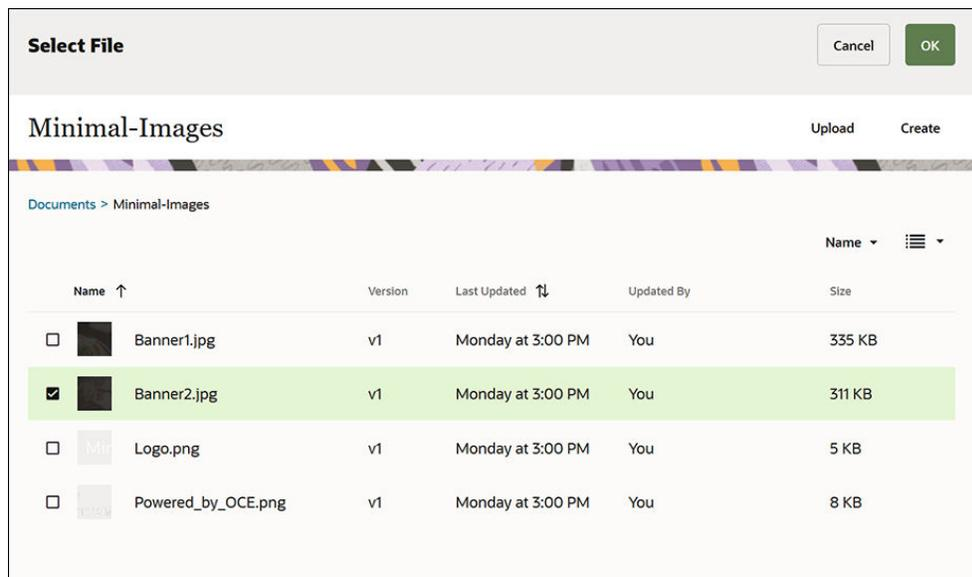 Select File
Cancel
OK
Minimal-Images
Upload
Create
Documents > Minimal-Images
Name
Name Version Last Updated Updated By Size
Banner1.jpg v1 Monday at 3:00 PM You 335 KB
Banner2.jpg v1 Monday at 3:00 PM You 311 KB
Logo.png v1 Monday at 3:00 PM You 5 KB
Powered_by_OCE.png v1 Monday at 3:00 PM You 8 KB